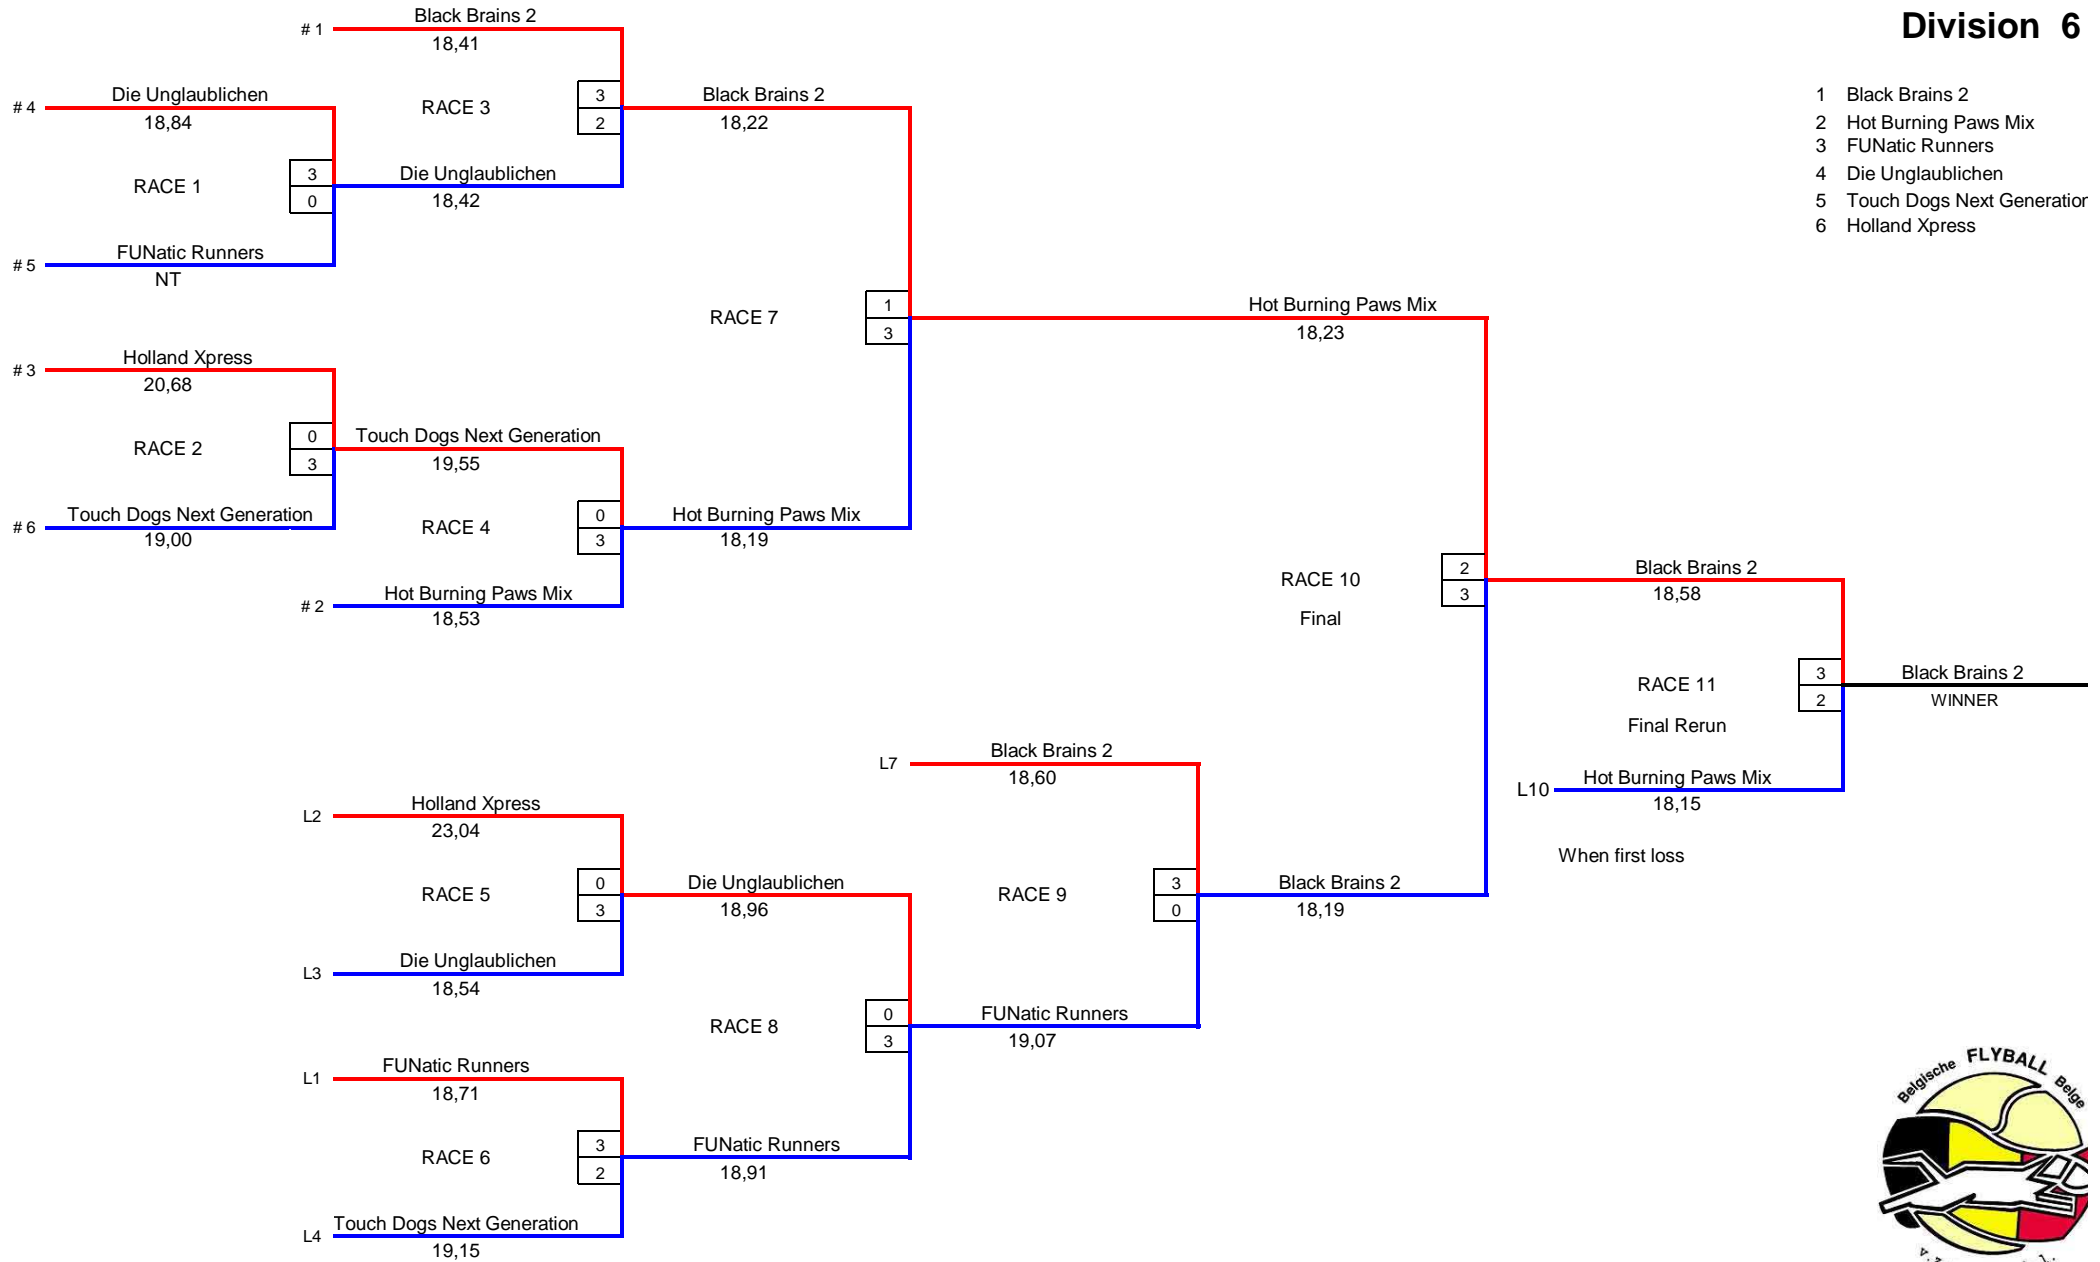 Division 6
1 Black Brains 2
2 Hot Burning Paws Mix
3 FUNatic Runners
4 Die Unglaublichen
5 Touch Dogs Next Generation
6 Holland Xpress
# 1
Black Brains 2
18,41
# 4
Die Unglaublichen
18,84
RACE 3
3
2
Black Brains 2
18,22
RACE 1
3
0
Die Unglaublichen
18,42
# 5
FUNatic Runners
NT
RACE 7
1
3
Hot Burning Paws Mix
18,23
# 3
Holland Xpress
20,68
RACE 2
0
3
Touch Dogs Next Generation
19,55
# 6
Touch Dogs Next Generation
19,00
RACE 4
0
3
Hot Burning Paws Mix
18,19
# 2
Hot Burning Paws Mix
18,53
RACE 10
Final
2
3
Black Brains 2
18,58
RACE 11
Final Rerun
3
2
Black Brains 2
WINNER
L10
Hot Burning Paws Mix
18,15
When first loss
L7
Black Brains 2
18,60
L2
Holland Xpress
23,04
RACE 5
0
3
Die Unglaublichen
18,96
RACE 9
3
0
Black Brains 2
18,19
L3
Die Unglaublichen
18,54
RACE 8
0
3
FUNatic Runners
19,07
L1
FUNatic Runners
18,71
RACE 6
3
2
FUNatic Runners
18,91
L4
Touch Dogs Next Generation
19,15
Belgische FLYBALL Belge